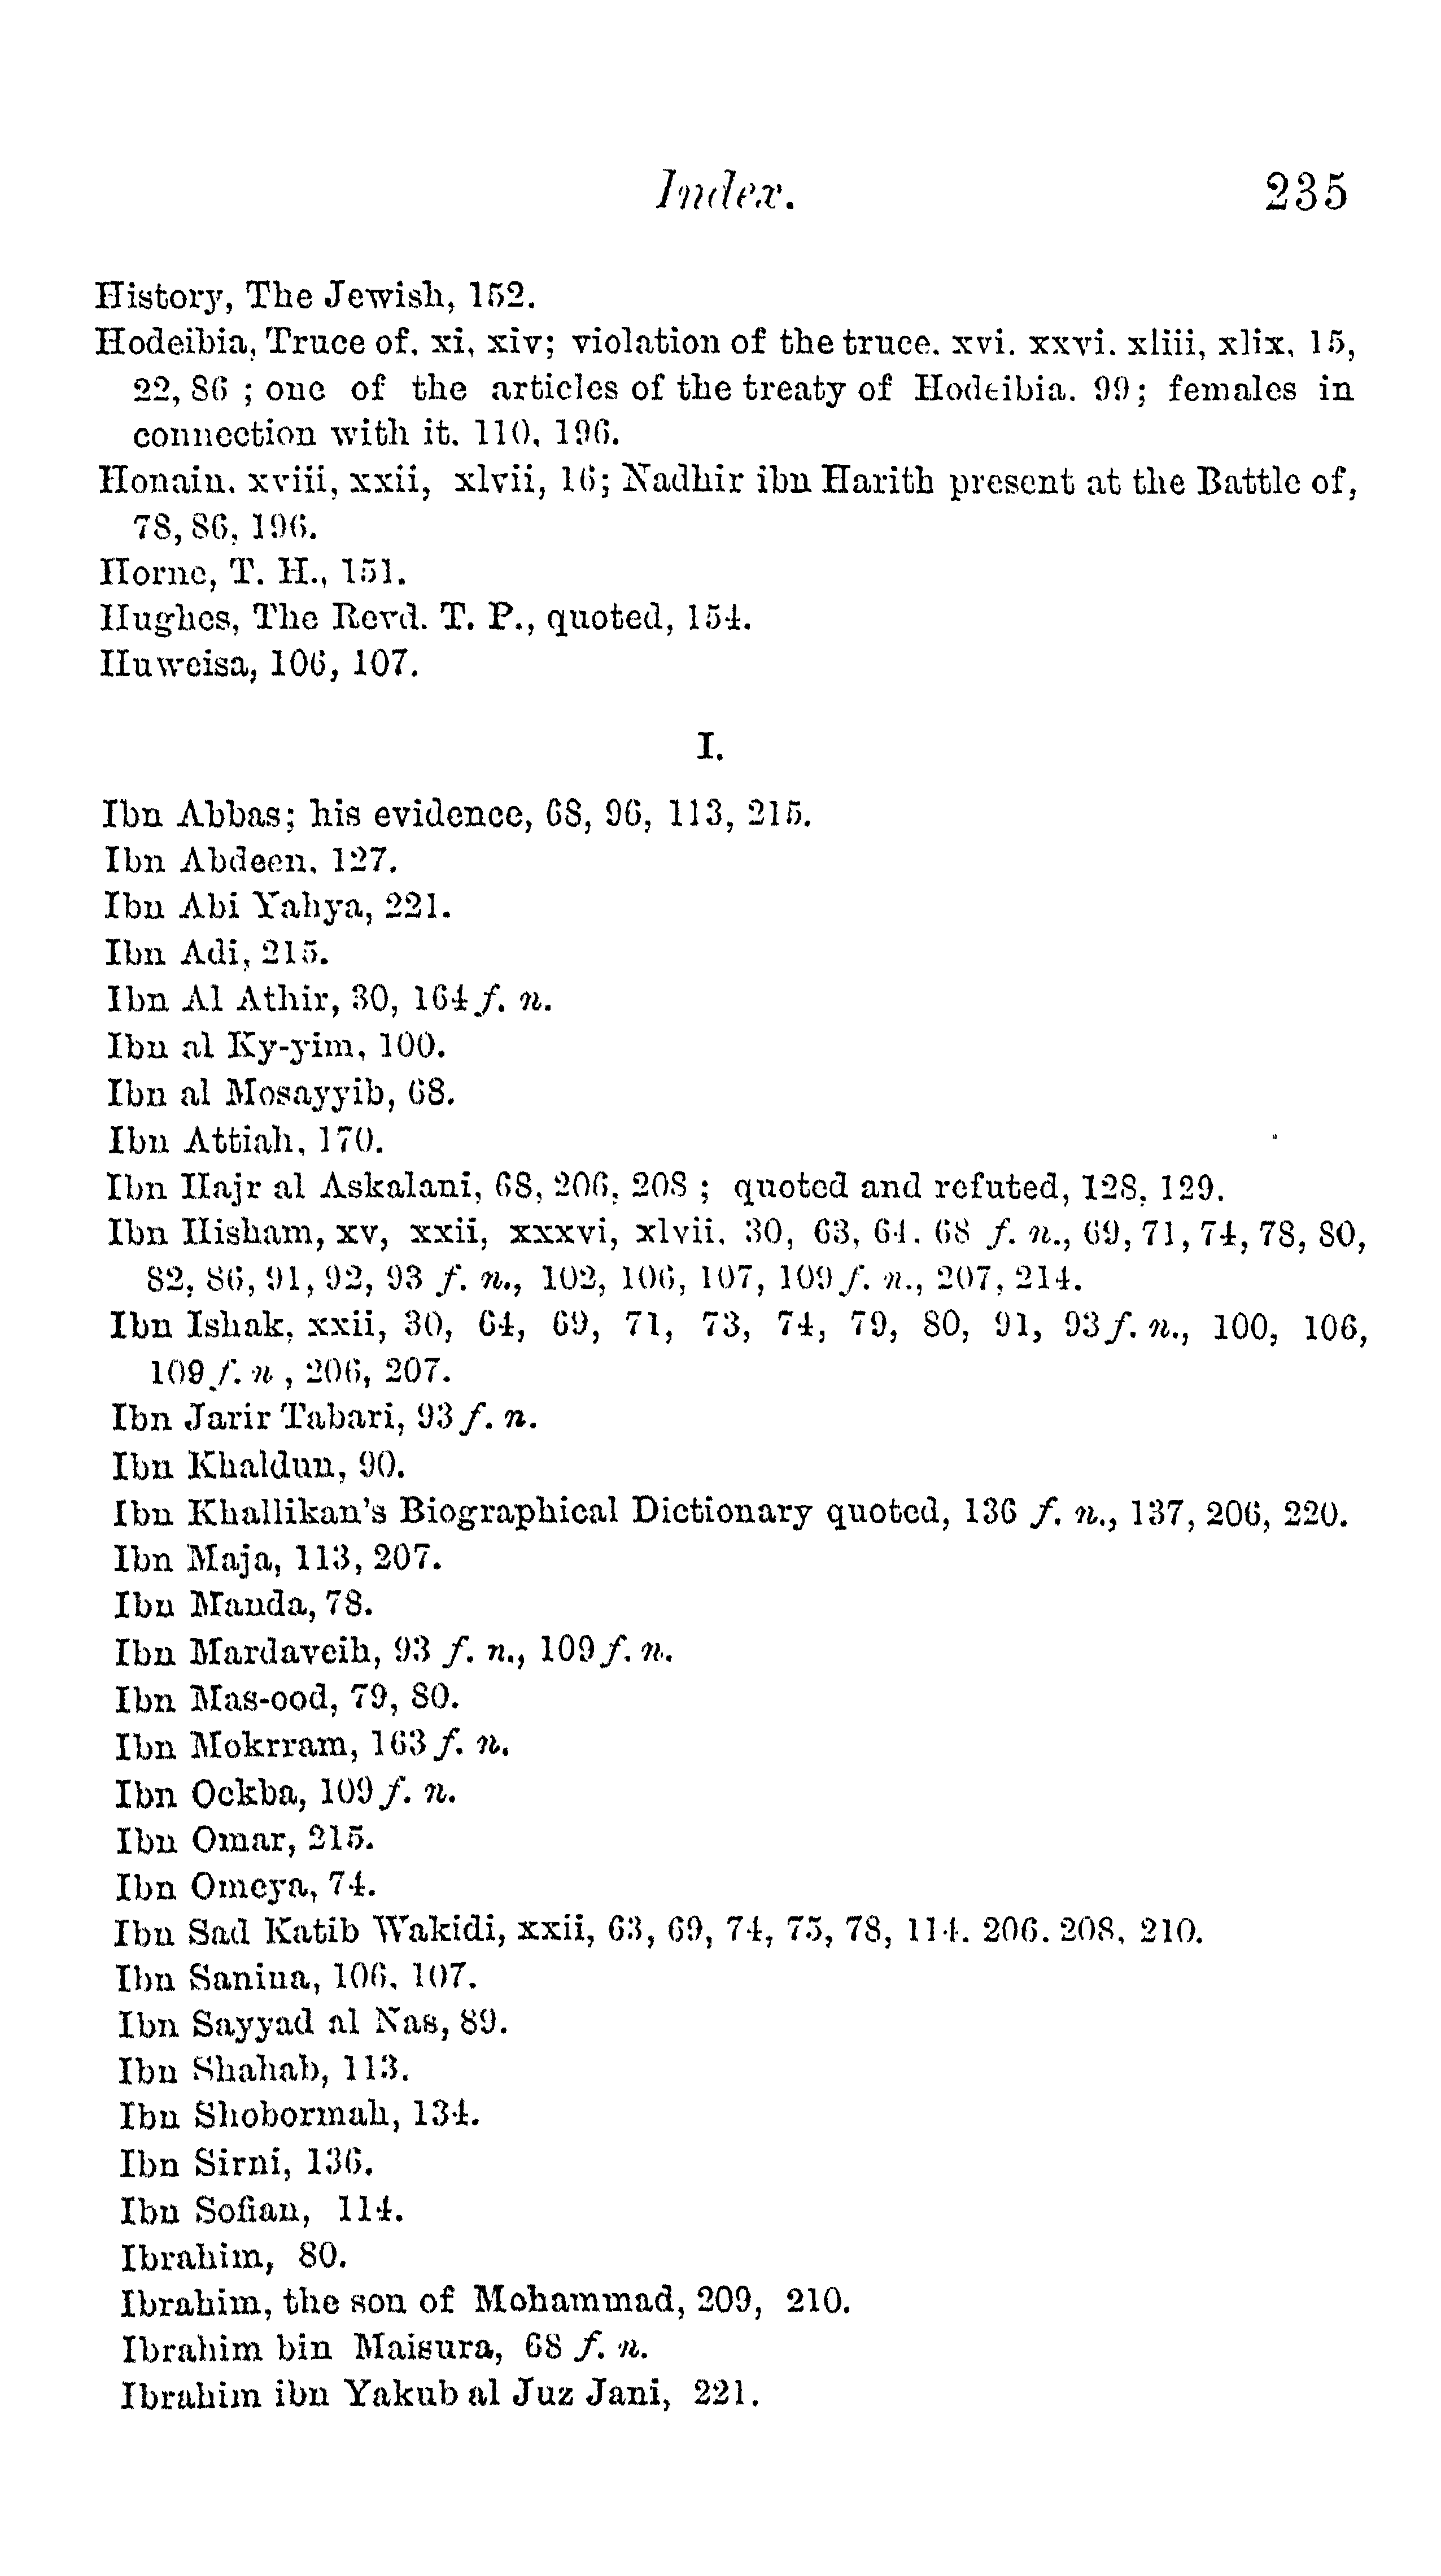 Index. 235
History, The Jewish, 152.
Hodeibia, Truce of, xi, xiv; violation of the truce, xvi, xxvi, xliii, xlix, 15,
22, 86 ; one of the articles of the treaty of Hodeibia, 99; females in
connection with it, 110, 196.
Honain, xviii, xxii, xlvii, 16; Nadhir ibn Harith present at the Battle of,
78, 86, 196.
Horne, T. H., 151.
Hughes, The Revd. T. P., quoted, 154.
Huweisa, 106, 107.
I.
Ibn Abbas; his evidence, 68, 96, 113, 215.
Ibn Abdeen, 127.
Ibn Abi Yahya, 221.
Ibn Adi, 215.
Ibn Al Athir, 30, 164 f. n.
Ibn al Ky-yim, 100.
Ibn al Mosayyib, 68.
Ibn Attiah, 170.
Ibn Hajr al Askalani, 68, 206, 208 ; quoted and refuted, 128, 129.
Ibn Hisham, xv, xxii, xxxvi, xlvii, 30, 63, 64, 68 f. n., 69, 71, 74, 78, 80,
82, 86, 91, 92, 93 f. n., 102, 106, 107, 109 f. n., 207, 214.
Ibn Ishak, xxii, 30, 64, 69, 71, 73, 74, 79, 80, 91, 93 f. n., 100, 106,
109 f. n , 206, 207.
Ibn Jarir Tabari, 93 f. n.
Ibn Khaldun, 90.
Ibn Khallikan's Biographical Dictionary quoted, 136 f. n., 137, 206, 220.
Ibn Maja, 113, 207.
Ibn Manda, 78.
Ibn Mardaveih, 93 f. n., 109 f. n.
Ibn Mas-ood, 79, 80.
Ibn Mokrram, 163 f. n.
Ibn Ockba, 109 f. n.
Ibn Omar, 215.
Ibn Omeya, 74.
Ibn Sad Katib Wakidi, xxii, 63, 69, 74, 75, 78, 114, 206, 208, 210.
Ibn Sanina, 106, 107.
Ibn Sayyad al Nas, 89.
Ibn Shahab, 113.
Ibn Shobormah, 134.
Ibn Sirni, 136.
Ibn Sofian, 114.
Ibrahim, 80.
Ibrahim, the son of Mohammad, 209, 210.
Ibrahim bin Maisura, 68 f. n.
Ibrahim ibn Yakub al Juz Jani, 221.